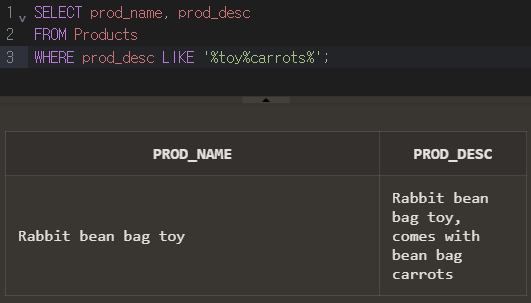 1 SELECT prod_name, prod_desc
2 FROM Products
3 WHERE prod_desc LIKE '%toy%carrots%';
PROD_NAME PROD_DESC
Rabbit bean bag toy
Rabbit bean
bag toy,
comes with
bean bag
carrots